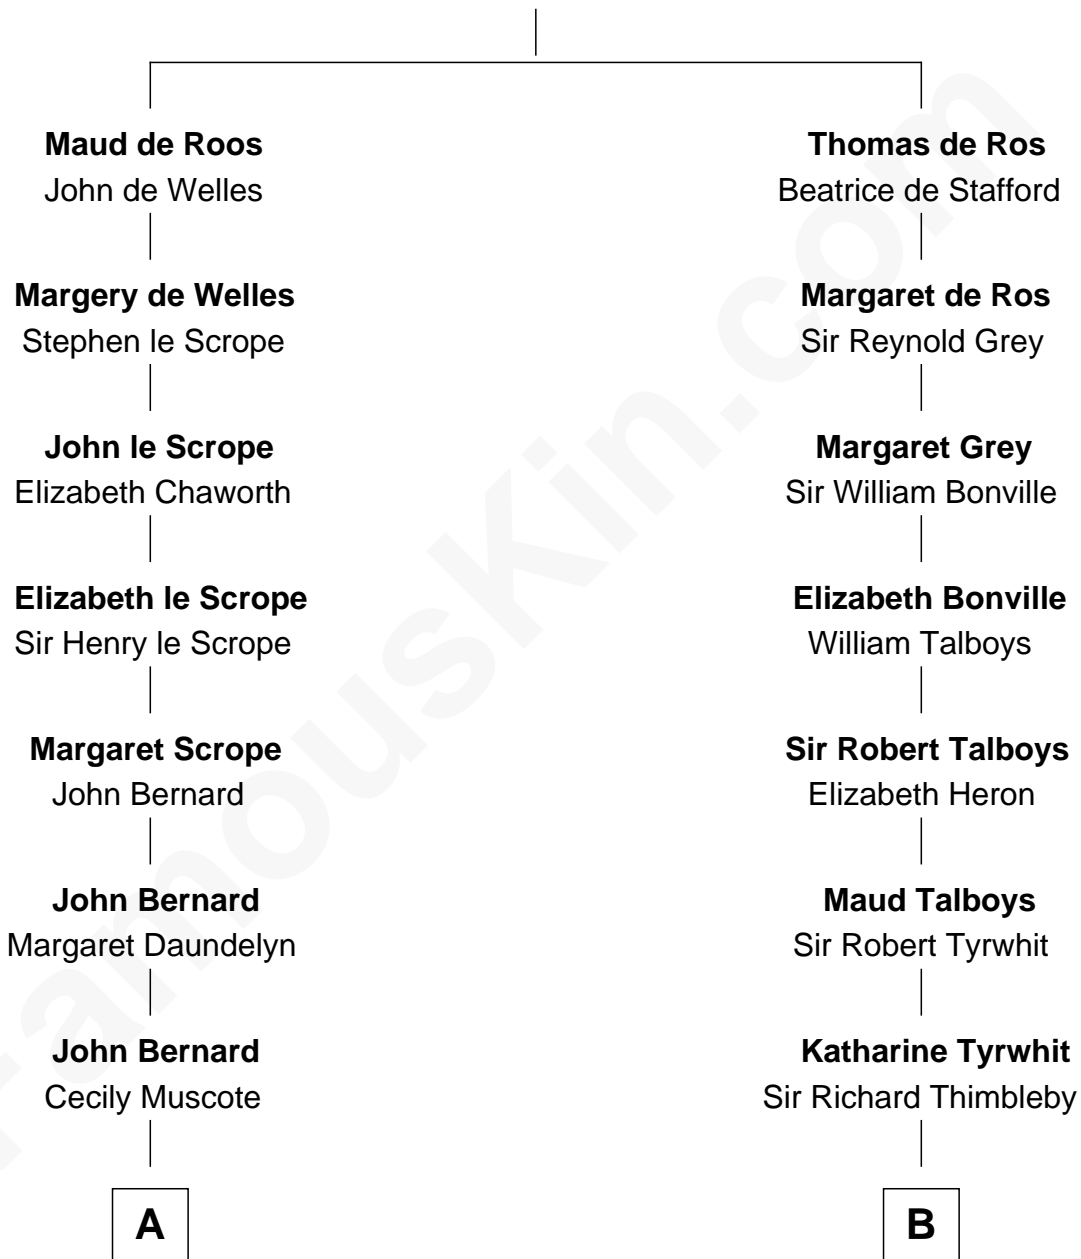 Maud de Roos
John de Welles
Margery de Welles
Stephen le Scrope
John le Scrope
Elizabeth Chaworth
Elizabeth le Scrope
Sir Henry le Scrope
Margaret Scrope
John Bernard
John Bernard
Margaret Daundelyn
John Bernard
Cecily Muscote
A
Thomas de Ros
Beatrice de Stafford
Margaret de Ros
Sir Reynold Grey
Margaret Grey
Sir William Bonville
Elizabeth Bonville
William Talboys
Sir Robert Talboys
Elizabeth Heron
Maud Talboys
Sir Robert Tyrwhit
Katharine Tyrwhit
Sir Richard Thimbleby
B
FamousKin.com